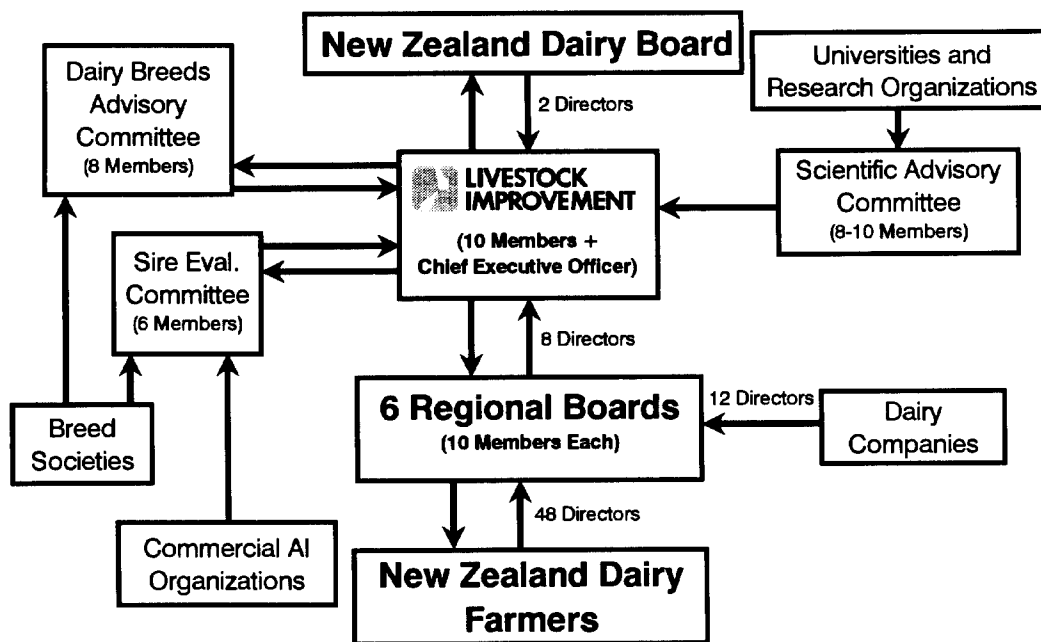 New Zealand Dairy Board
Dairy Breeds
Advisory
Committee
(8 Members)
Universities and
Research Organizations
2 Directors
LIVESTOCK
IMPROVEMENT
(10 Members +
Chief Executive Officer)
Scientific Advisory
Committee
(8-10 Members)
Sire Eval.
Committee
(6 Members)
8 Directors
6 Regional Boards
(10 Members Each)
12 Directors
Dairy
Companies
Breed
Societies
48 Directors
Commercial AI
Organizations
New Zealand Dairy
Farmers